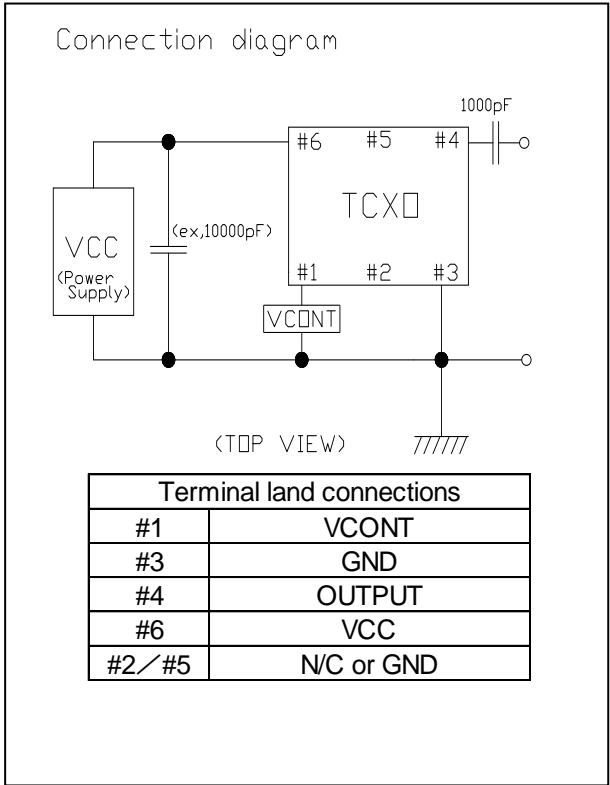 Connection diagram
1000pF
#6 #5 #4
TCXO
(ex,10000pF)
VCC
(Power
Supply)
#1 #2 #3
VCONT
(TOP VIEW)
Terminal land connections
#1 VCONT
#3 GND
#4 OUTPUT
#6 VCC
#2／#5 N/C or GND